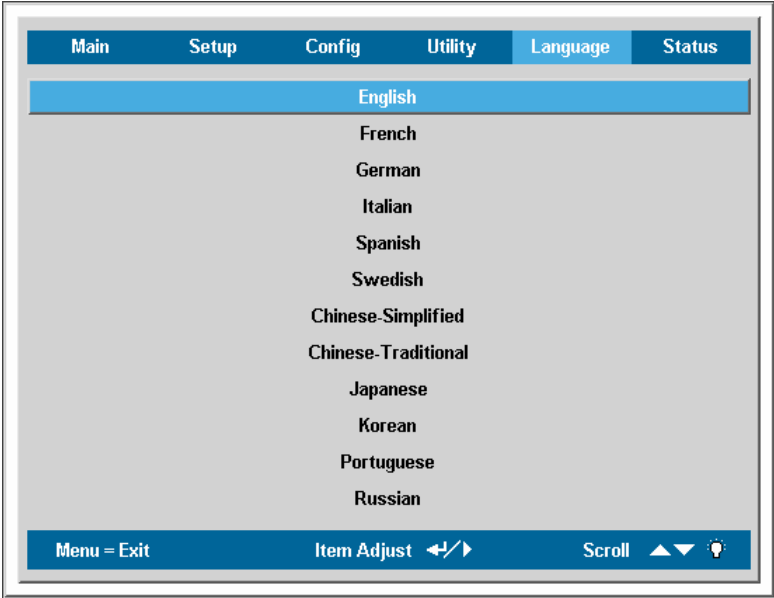 Main Setup Config Utility Language Status
English
French
German
Italian
Spanish
Swedish
Chinese-Simplified
Chinese-Traditional
Japanese
Korean
Portuguese
Russian
Menu = Exit Item Adjust Scroll